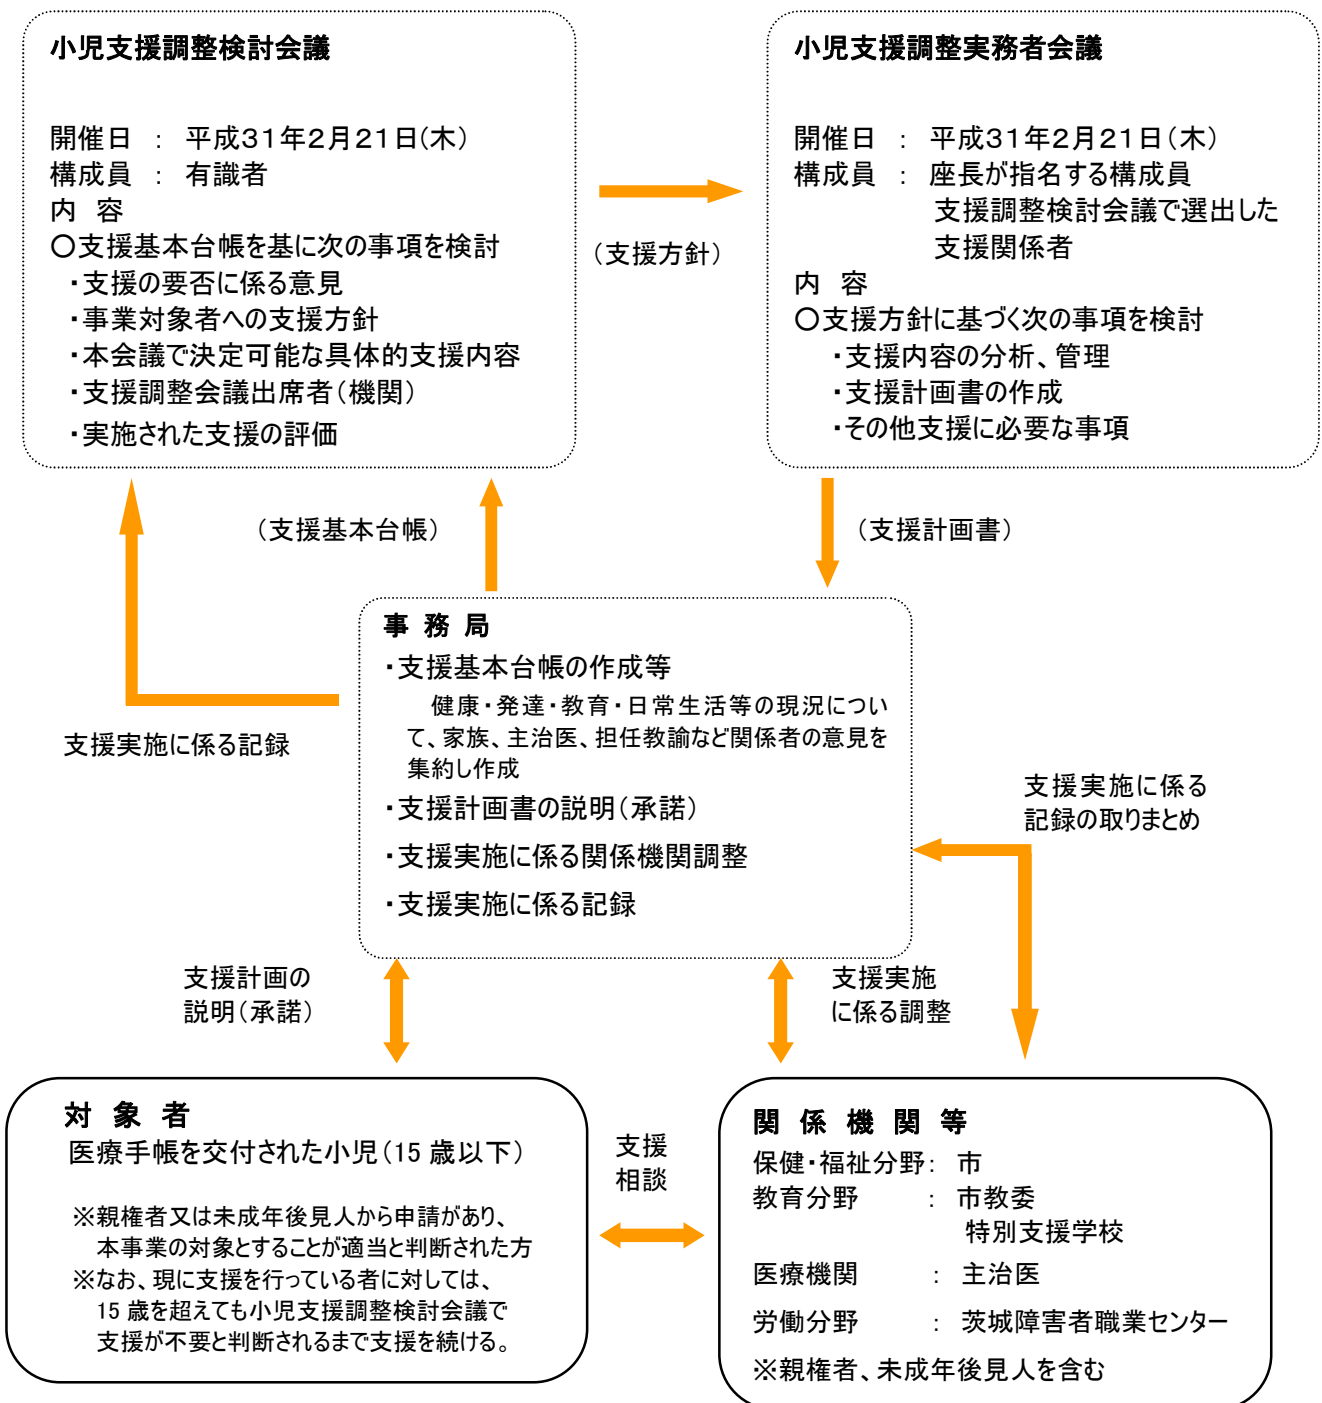 小児支援調整検討会議
開催日 ： 平成31年2月21日(木)
構成員 ： 有識者
内 容
○支援基本台帳を基に次の事項を検討
・支援の要否に係る意見
・事業対象者への支援方針
・本会議で決定可能な具体的支援内容
・支援調整会議出席者(機関)
・実施された支援の評価
(支援方針)
小児支援調整実務者会議
開催日 ： 平成31年2月21日(木)
構成員 ： 座長が指名する構成員
支援調整検討会議で選出した
支援関係者
内 容
○支援方針に基づく次の事項を検討
・支援内容の分析、管理
・支援計画書の作成
・その他支援に必要な事項
(支援基本台帳)
(支援計画書)
支援実施に係る記録
事 務 局
・支援基本台帳の作成等
健康・発達・教育・日常生活等の現況につい
て、家族、主治医、担任教諭など関係者の意見を
集約し作成
・支援計画書の説明(承諾)
・支援実施に係る関係機関調整
・支援実施に係る記録
支援実施に係る
記録の取りまとめ
支援計画の
説明(承諾)
支援実施
に係る調整
対 象 者
医療手帳を交付された小児(15 歳以下)
※親権者又は未成年後見人から申請があり、
本事業の対象とすることが適当と判断された方
※なお、現に支援を行っている者に対しては、
15 歳を超えても小児支援調整検討会議で
支援が不要と判断されるまで支援を続ける。
支援
相談
関 係 機 関 等
保健・福祉分野： 市
教育分野 ： 市教委
特別支援学校
医療機関 ： 主治医
労働分野 ： 茨城障害者職業センター
※親権者、未成年後見人を含む